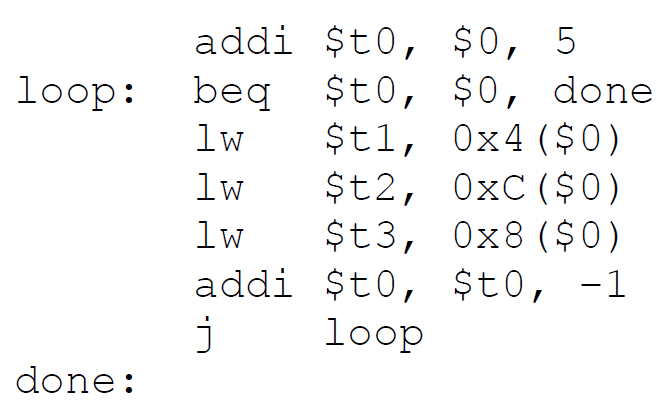 addi $t0, $0, 5
loop: beq $t0, $0, done
lw $t1, 0x4($0)
lw $t2, 0xC($0)
lw $t3, 0x8($0)
addi $t0, $t0, -1
j loop
done: